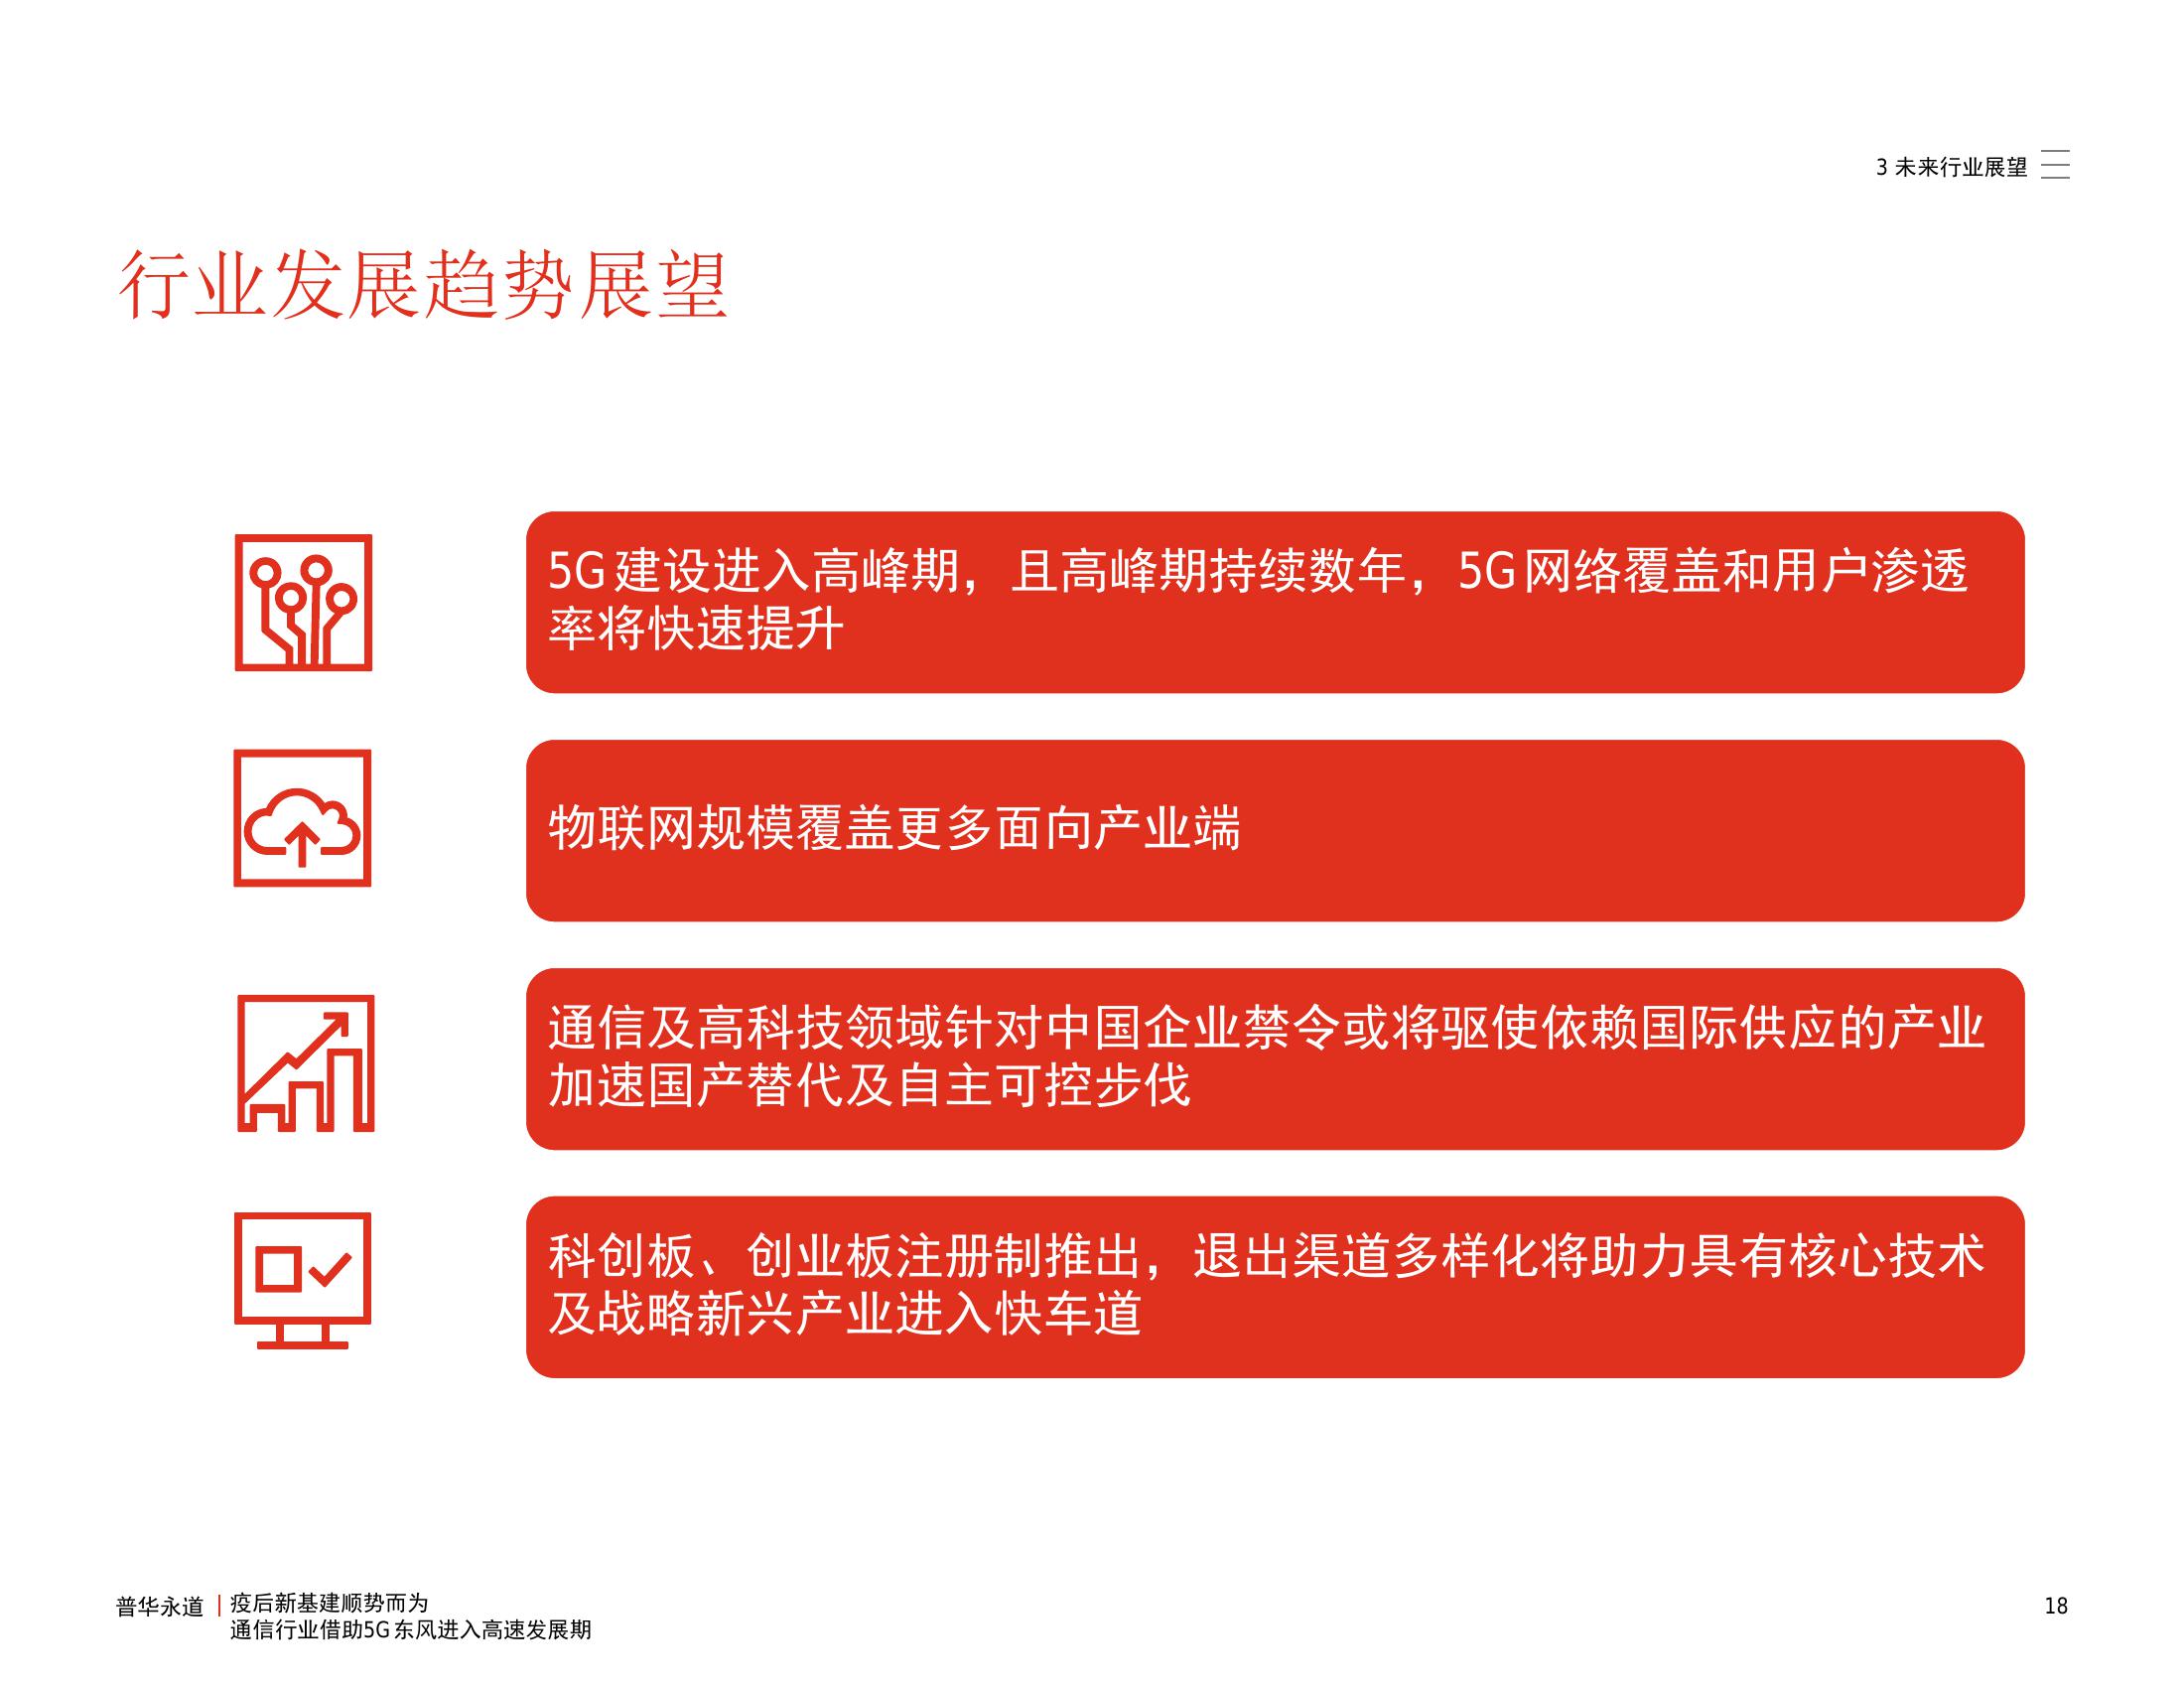 3 未来行业展望
行业发展趋势展望
5G建设进入高峰期，且高峰期持续数年，5G网络覆盖和用户渗透
率将快速提升
物联网规模覆盖更多面向产业端
通信及高科技领域针对中国企业禁令或将驱使依赖国际供应的产业
加速国产替代及自主可控步伐
科创板、创业板注册制推出，退出渠道多样化将助力具有核心技术
及战略新兴产业进入快车道
普华永道
疫后新基建顺势而为
通信行业借助5G东风进入高速发展期
18